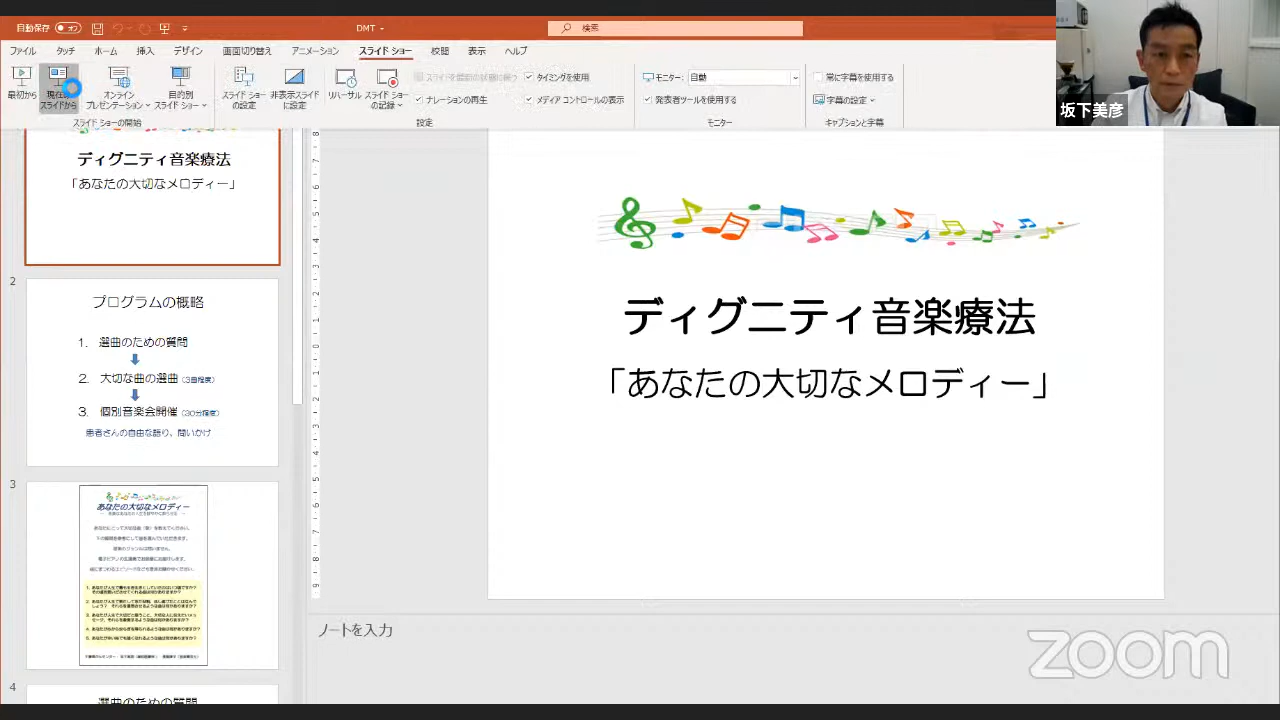 自動保存 オフ
DMT
検索
ファイル タッチ ホーム 挿入 デザイン 画面切り替え アニメーション スライド ショー 校閲 表示 ヘルプ
最初から
現在の
スライドから
オンライン
プレゼンテーション
目的別
スライド ショー
スライド ショーの開始
スライド ショー
の設定
非表示スライド
に設定
リハーサル
スライド ショー
の記録
タイミングを使用
ナレーションの再生
メディア コントロールの表示
設定
モニター: 自動
発表者ツールを使用する
モニター
常に字幕を使用する
字幕の設定
キャプションと字幕
坂下美彦
ディグニティ音楽療法
「あなたの大切なメロディー」
2
プログラムの概略
1. 選曲のための質問
2. 大切な曲の選曲 (3曲程度)
3. 個別音楽会開催 (30分程度)
患者さんの自由な語り、問いかけ
3
あなたの大切なメロディー
4
選曲のための質問
ディグニティ音楽療法
「あなたの大切なメロディー」
ノートを入力
zoom